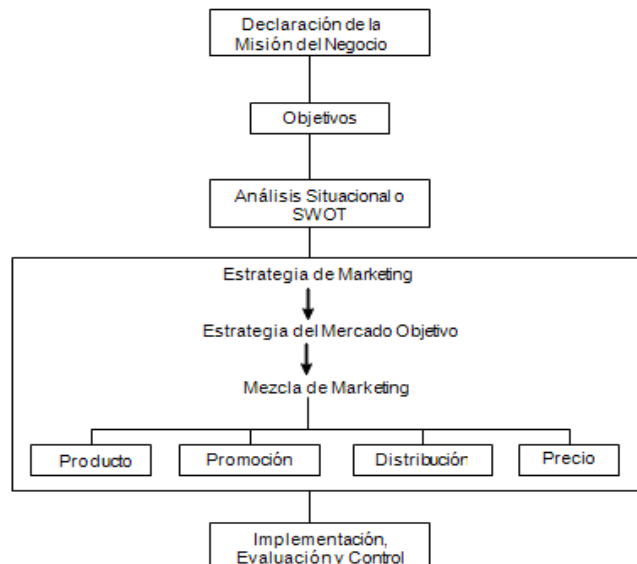 Declaración de la
Misión del Negocio
Objetivos
Análisis Situacional o
SWOT
Estrategia de Marketing
Estrategia del Mercado Objetivo
Mezcla de Marketing
Producto
Promoción
Distribución
Precio
Implementación,
Evaluación y Control